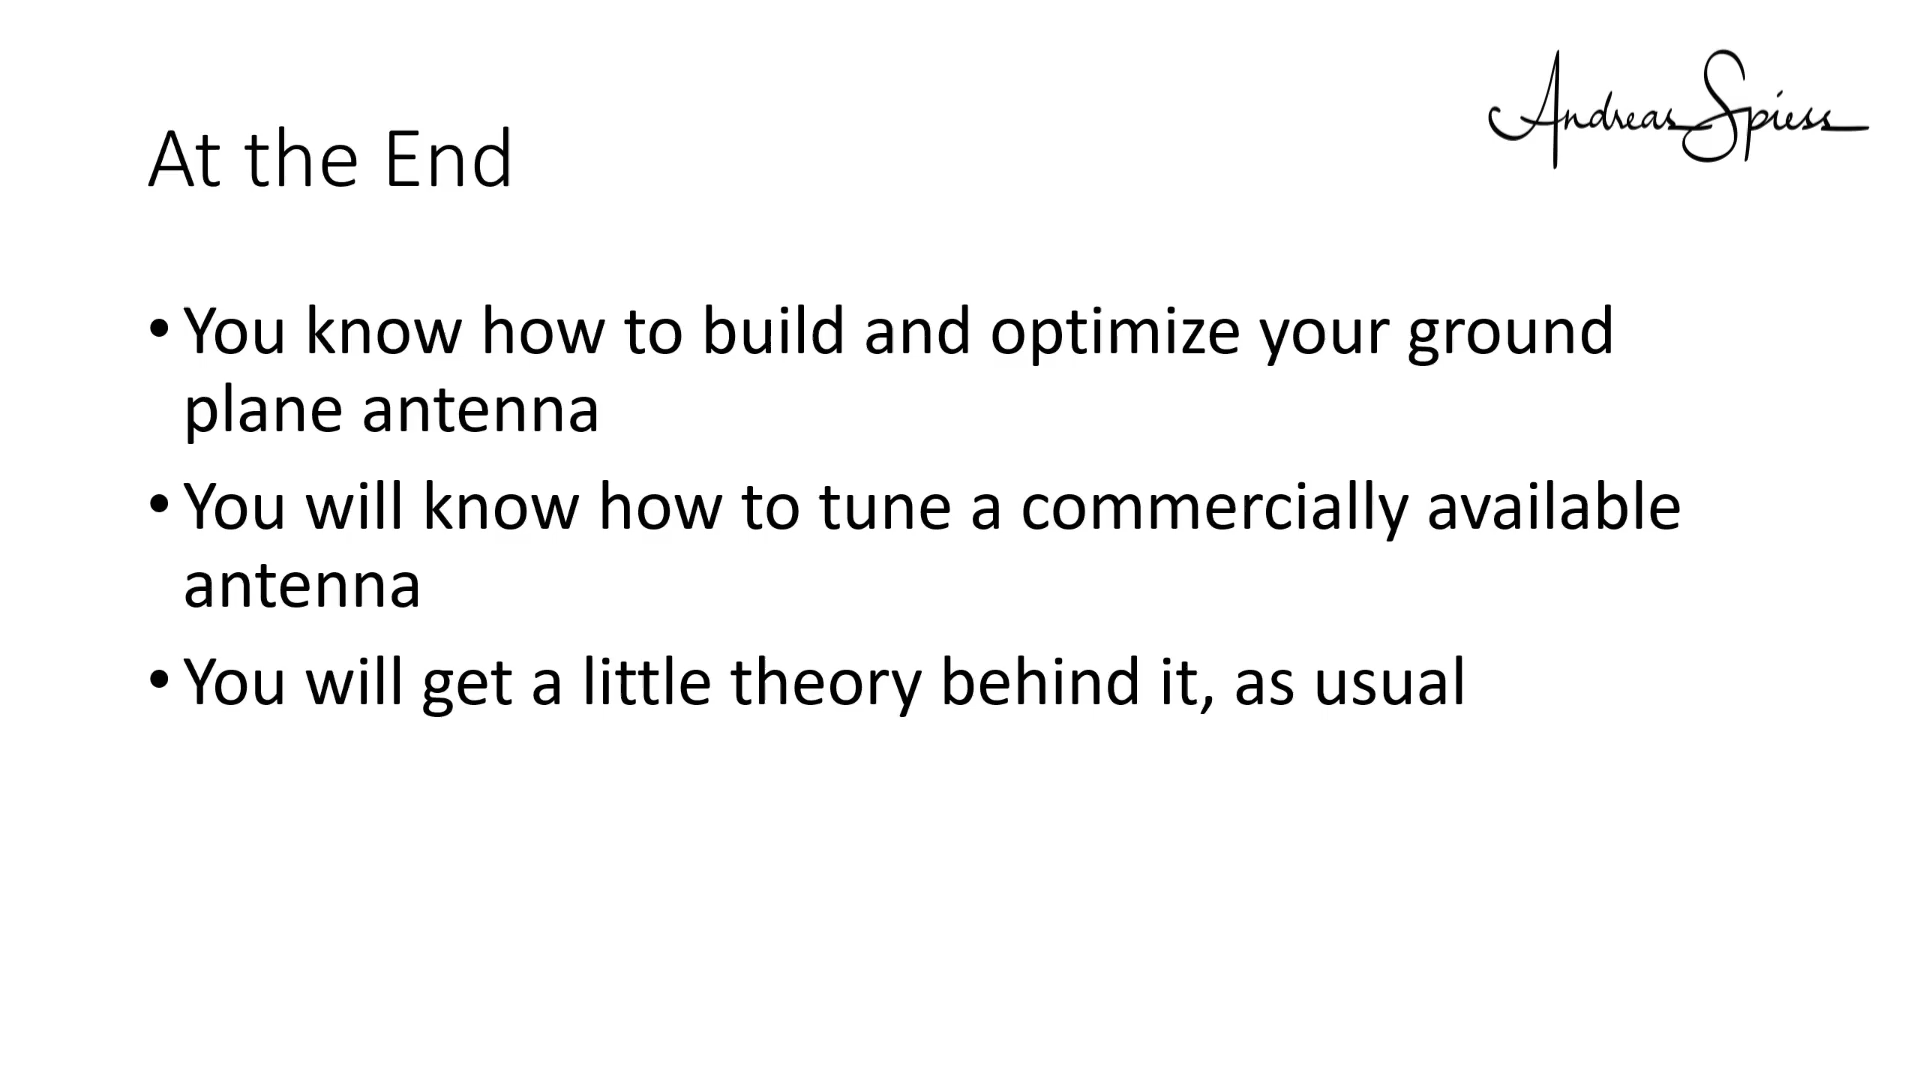 Andreas Spiess
At the End
• You know how to build and optimize your ground
plane antenna
• You will know how to tune a commercially available
antenna
• You will get a little theory behind it, as usual